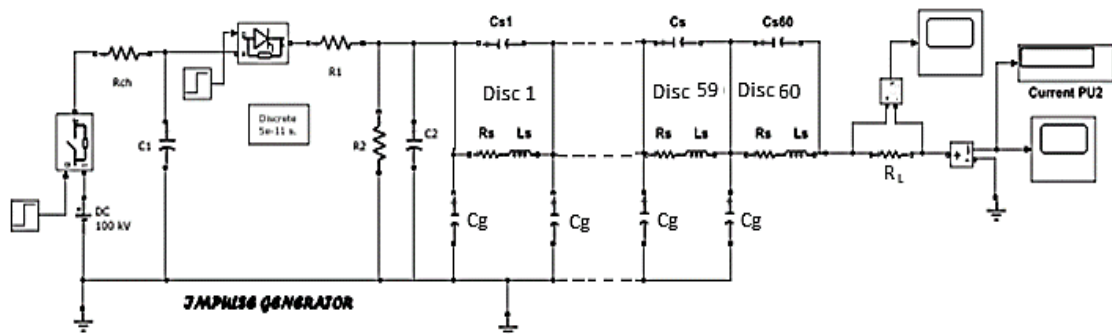 Cs1
Cs
Cs60
Rch
R1
Current PU2
Disc 1
Disc 59
Disc 60
Discrete
5e-11 s.
C1
R2
C2
Rs
Ls
Rs
Ls
Rs
Ls
RL
DC
100 kV
Cg
Cg
Cg
Cg
IMPULSE GENERATOR